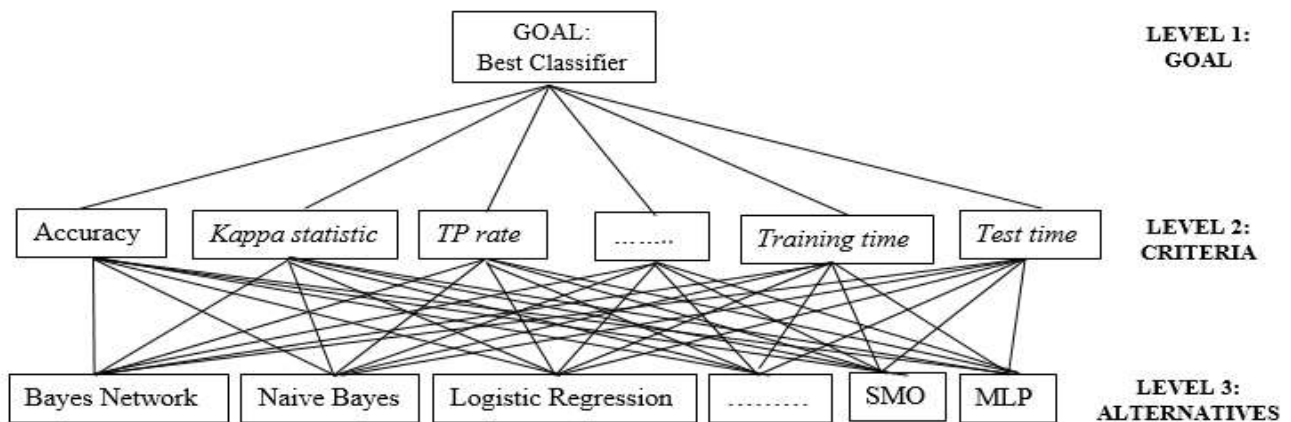 GOAL:
Best Classifier
LEVEL 1:
GOAL
Accuracy
Kappa statistic
TP rate
........
Training time
Test time
LEVEL 2:
CRITERIA
Bayes Network
Naive Bayes
Logistic Regression
.........
SMO
MLP
LEVEL 3:
ALTERNATIVES